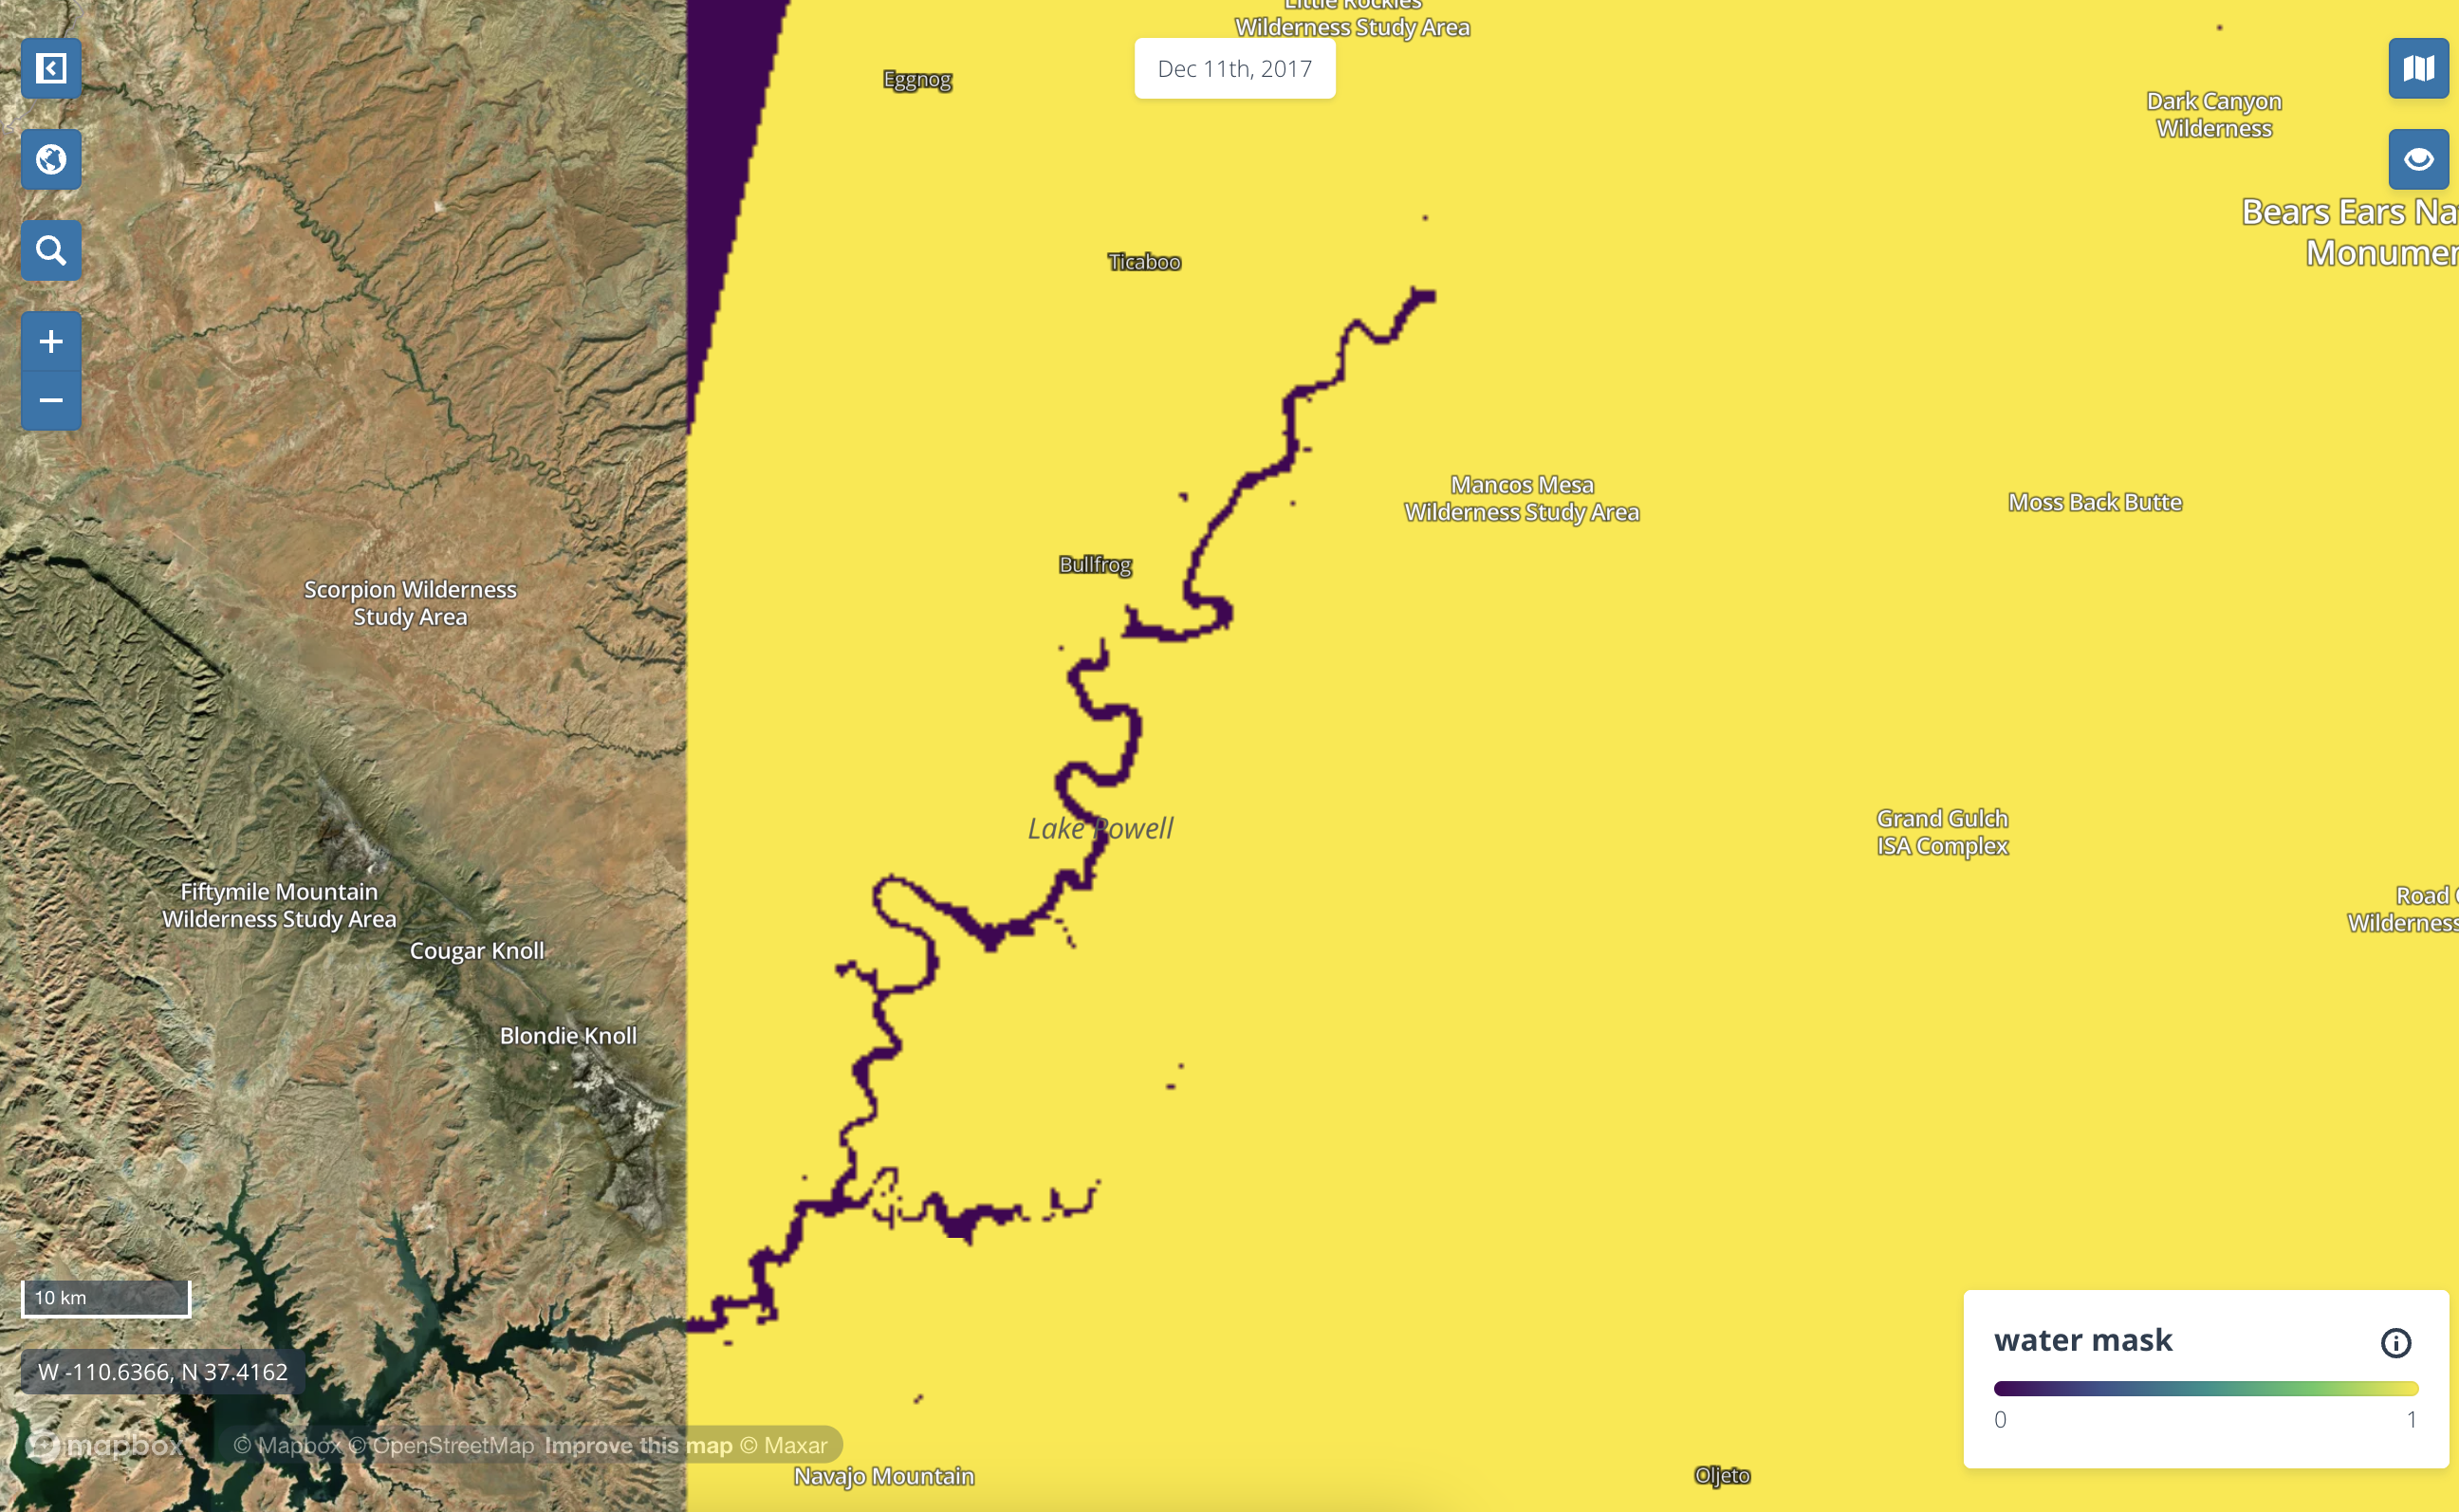 Little Rockies
Wilderness Study Area
Dec 11th, 2017
Eggnog
Dark Canyon
Wilderness
Bears Ears Na
Monumen
Ticaboo
Mancos Mesa
Wilderness Study Area
Moss Back Butte
Bullfrog
Scorpion Wilderness
Study Area
Lake Powell
Grand Gulch
ISA Complex
Fiftymile Mountain
Wilderness Study Area
Road
Wilderness
Cougar Knoll
Blondie Knoll
10 km
W -110.6366, N 37.4162
water mask
0 1
mapbox © Mapbox © OpenStreetMap Improve this map © Maxar
Navajo Mountain
Oljeto